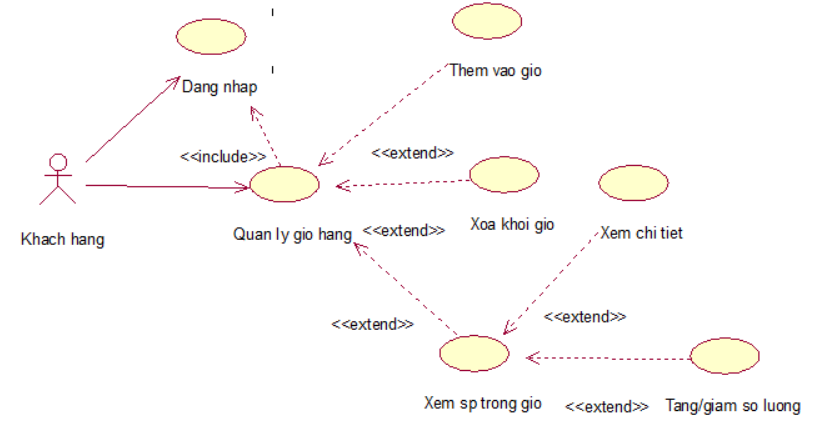 Dang nhap
Them vao gio
<<include>>
<<extend>>
Khach hang
Quan ly gio hang
<<extend>>
Xoa khoi gio
Xem chi tiet
<<extend>>
<<extend>>
Xem sp trong gio
<<extend>>
Tang/giam so luong